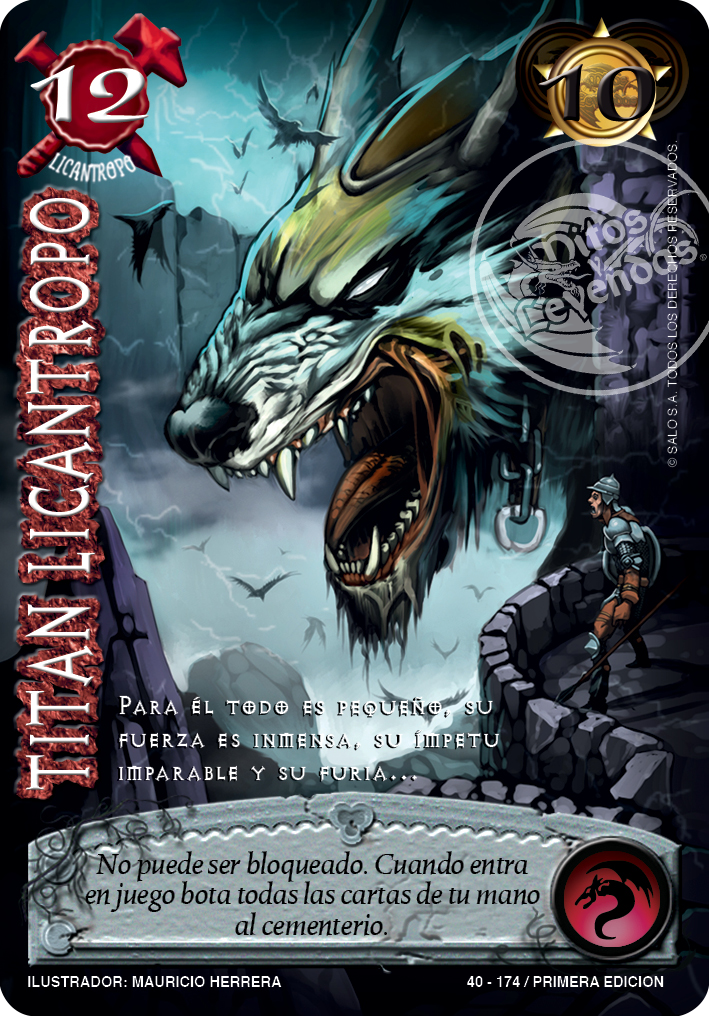 12
LICANTROPO
10
TITAN LICANTROPO
Mitos
Leyendas
®
© SALO S.A. TODOS LOS DERECHOS RESERVADOS.
PARA ÉL TODO ES PEQUEÑO, SU
FUERZA ES INMENSA, SU ÍMPETU
IMPARABLE Y SU FURIA...
No puede ser bloqueado. Cuando entra
en juego bota todas las cartas de tu mano
al cementerio.
ILUSTRADOR: MAURICIO HERRERA
40 - 174 / PRIMERA EDICION